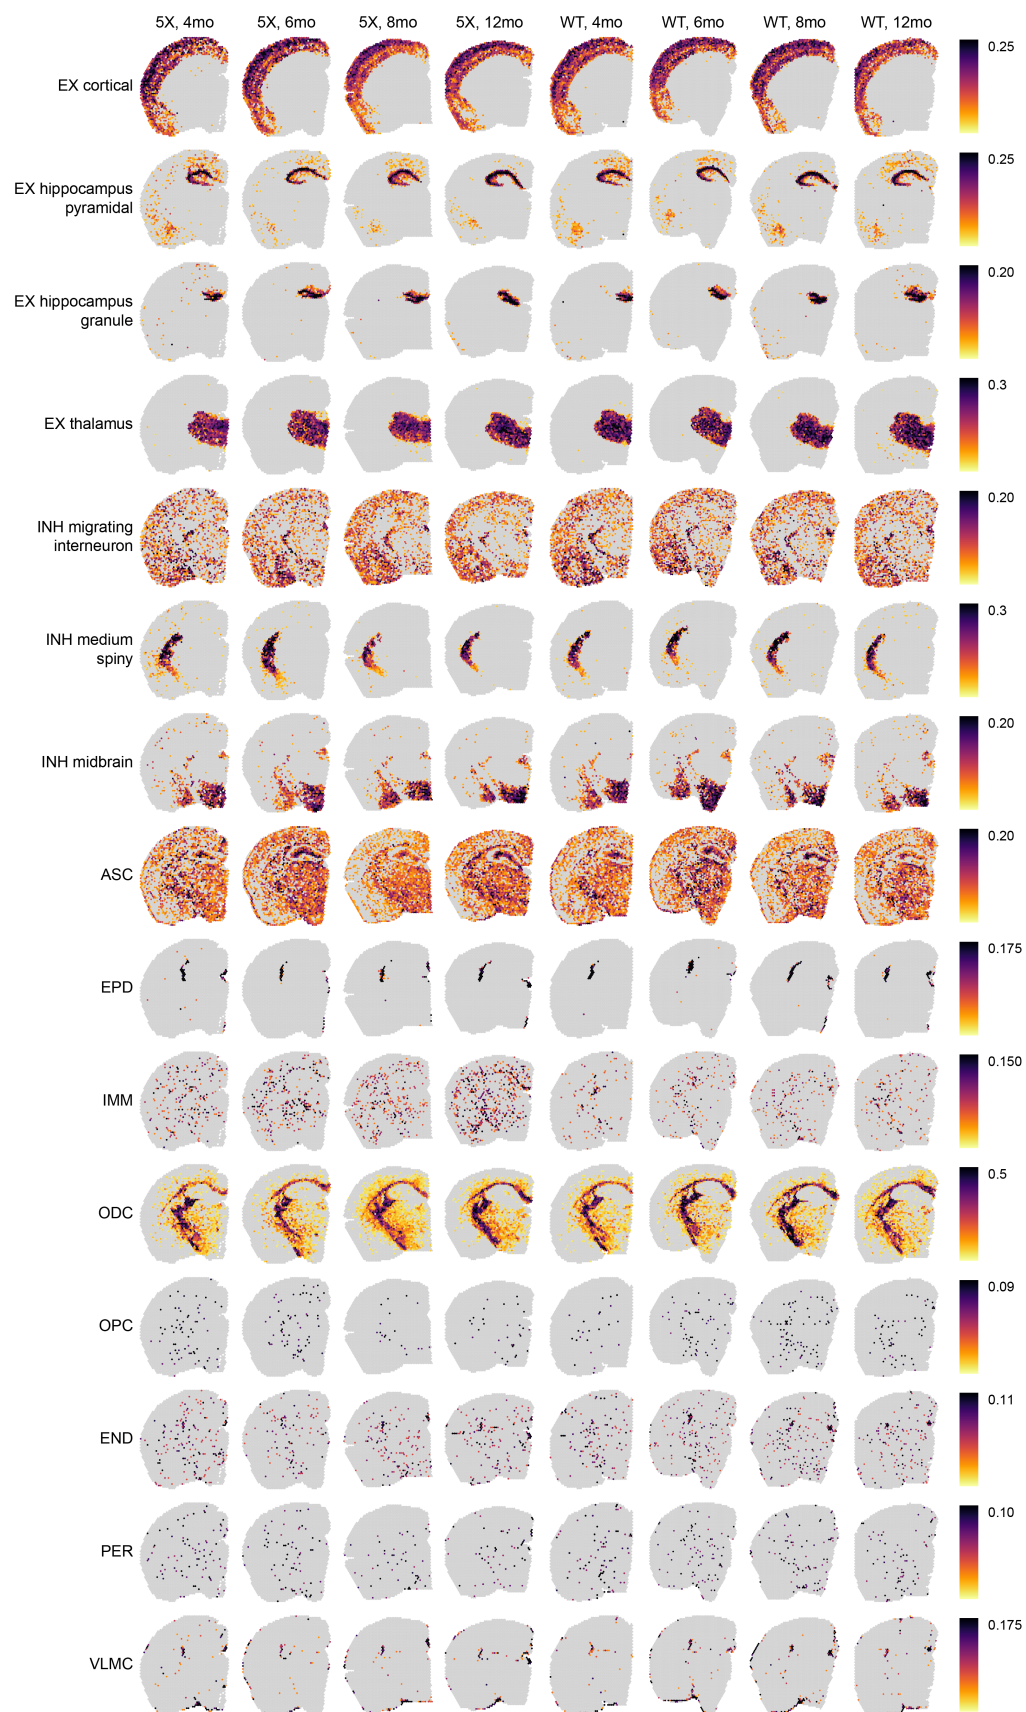 5X, 4mo 5X, 6mo 5X, 8mo 5X, 12mo WT, 4mo WT, 6mo WT, 8mo WT, 12mo
EX cortical 0.25
EX hippocampus 0.25
pyramidal
EX hippocampus 0.20
granule
EX thalamus 0.3
INH migrating 0.20
interneuron
INH medium 0.3
spiny
INH midbrain 0.20
ASC 0.20
EPD 0.175
IMM 0.150
ODC 0.5
OPC 0.09
END 0.11
PER 0.10
VLMC 0.175